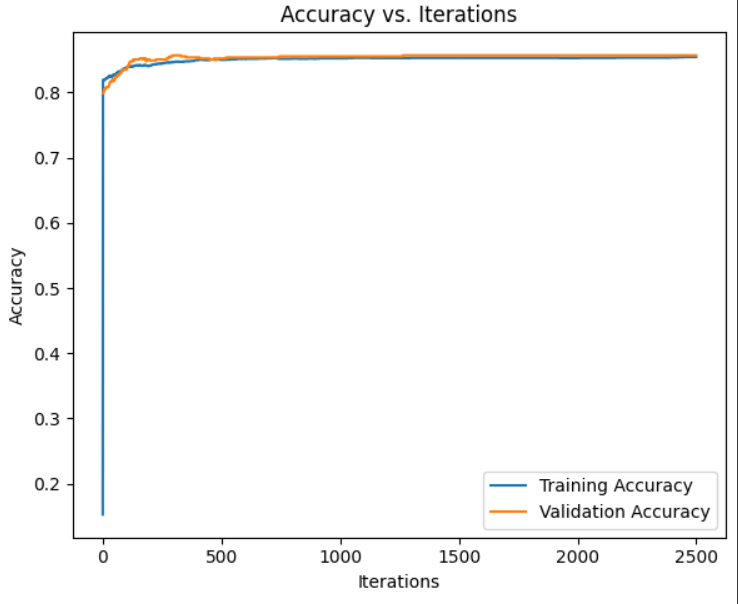 Accuracy vs. Iterations
Accuracy
0.8
0.7
0.6
0.5
0.4
0.3
0.2
0
500
1000
1500
2000
2500
Iterations
Training Accuracy
Validation Accuracy